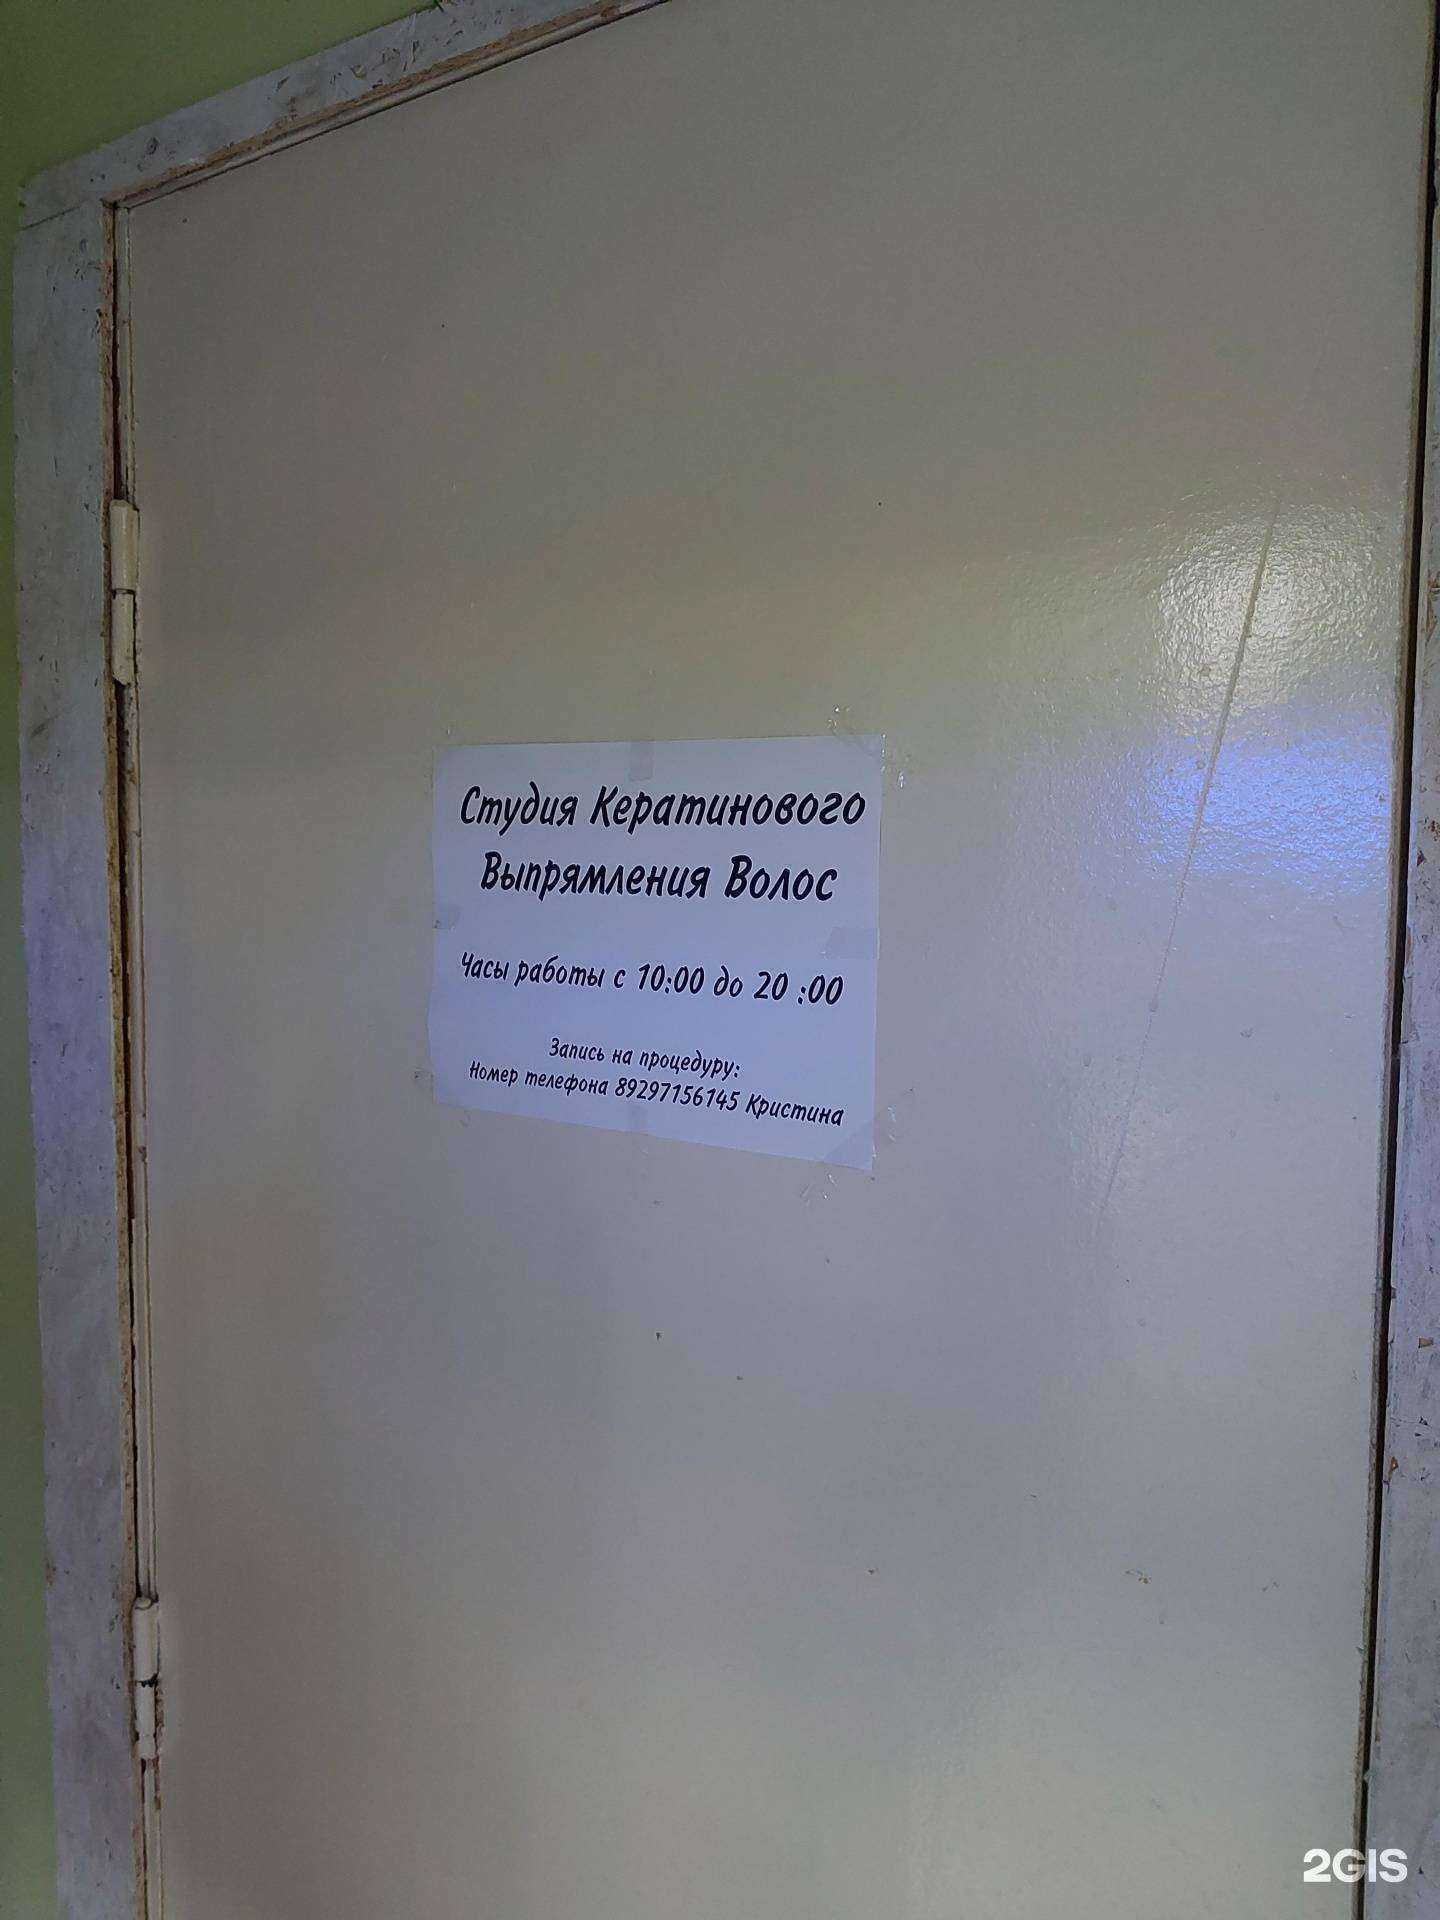 Студия Кератинового
Выпрямления Волос
Часы работы с 10:00 до 20 :00
Запись на процедуру:
Номер телефона 89297156145 Кристина
2GIS